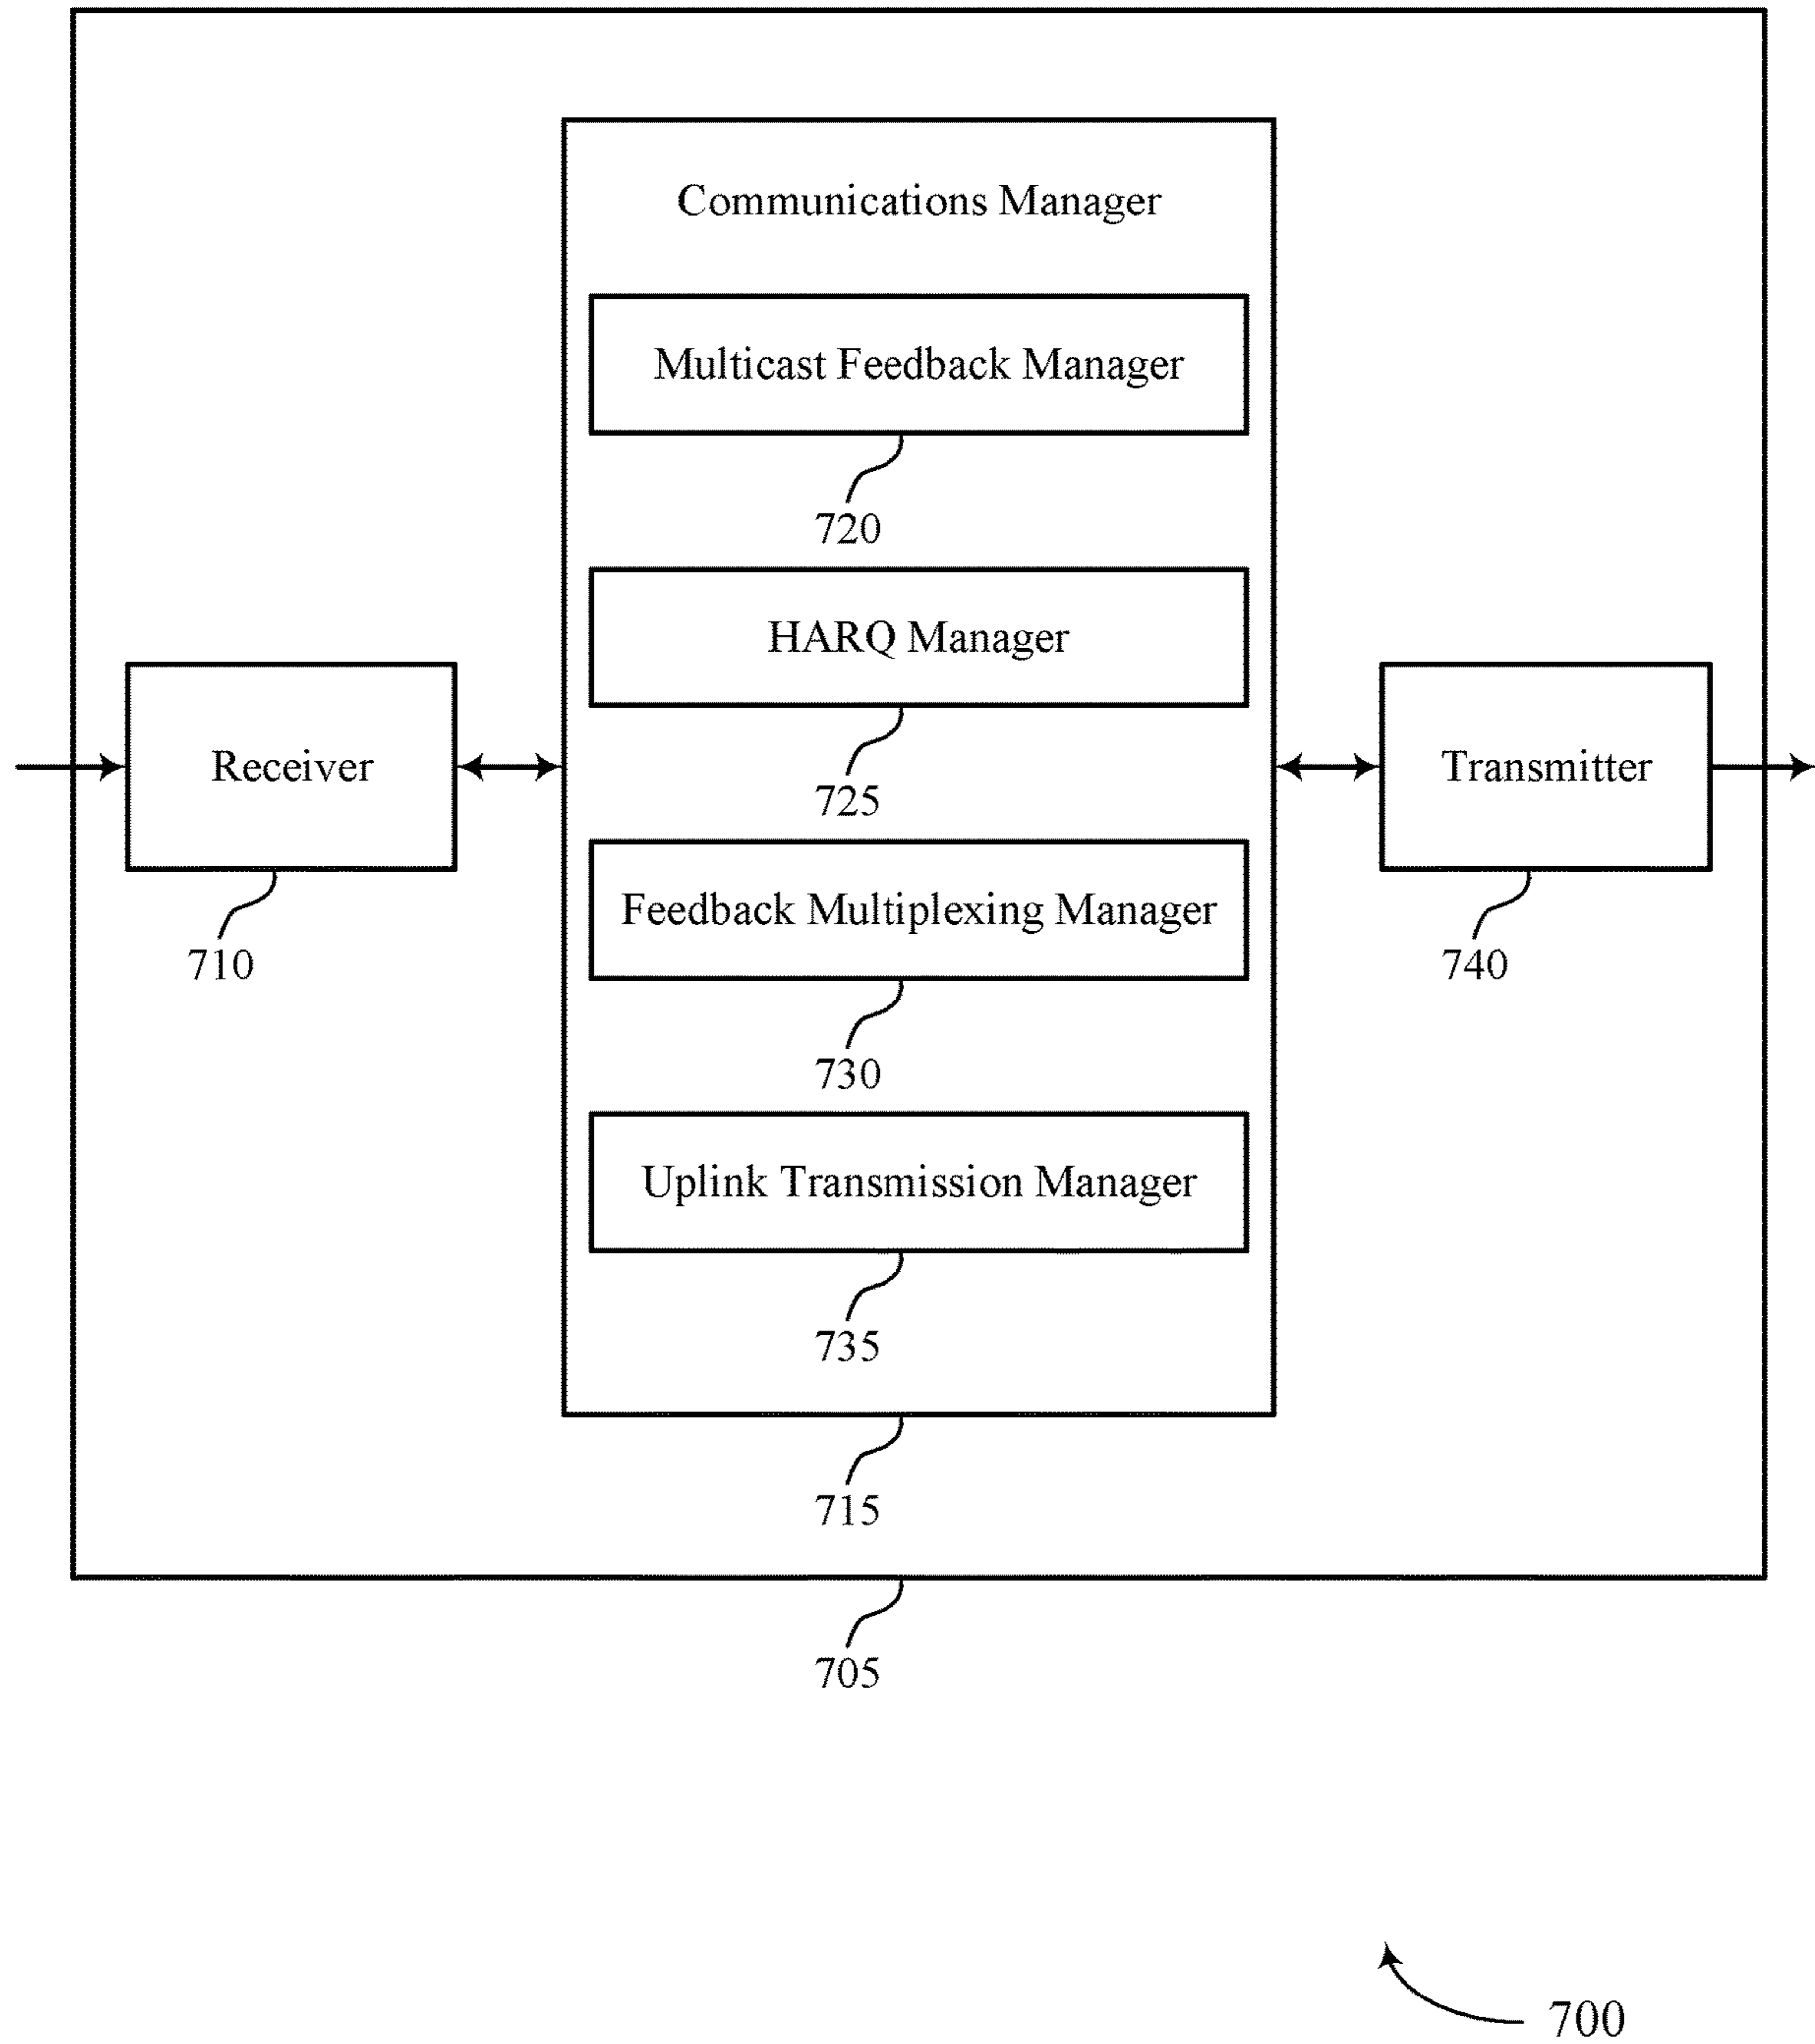 Communications Manager
Multicast Feedback Manager
720
HARQ Manager
725
Receiver
710
Transmitter
740
Feedback Multiplexing Manager
730
Uplink Transmission Manager
735
715
705
700